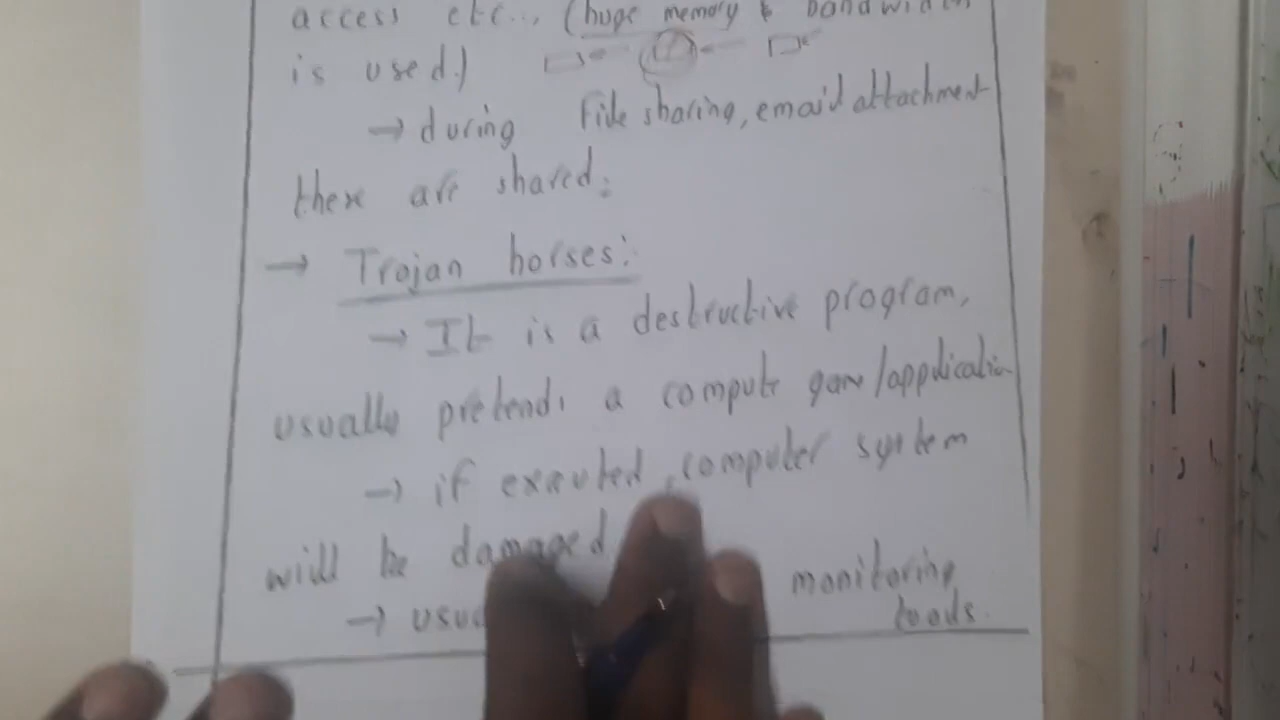 access etc.., (huge memory & bandwidth
is used.)
→ during file sharing, email attachment
these are shared.
→ Trojan horses:
→ It is a destructive program,
usually pretends a compute game/application
→ if executed, computer system
will be damaged
→ monitoring
tools.